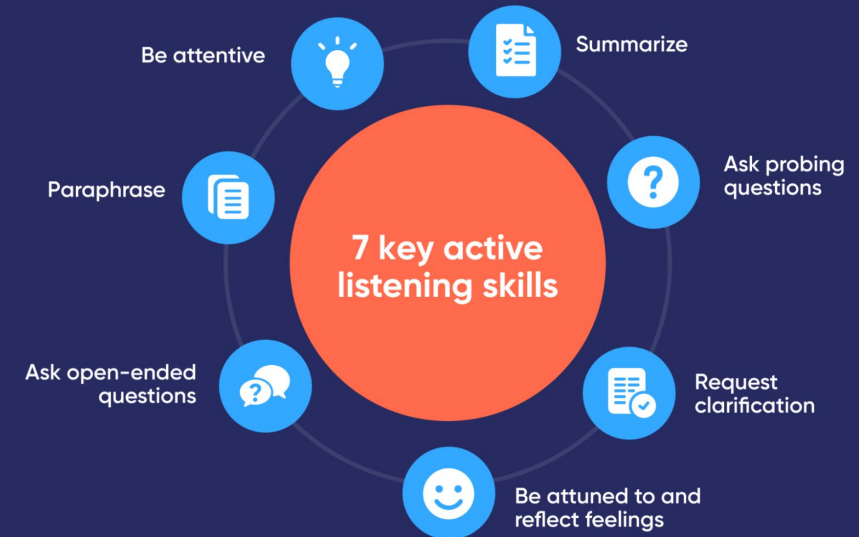 7 key active
listening skills
Summarize
Ask probing
questions
Request
clarification
Be attuned to and
reflect feelings
Ask open-ended
questions
Paraphrase
Be attentive